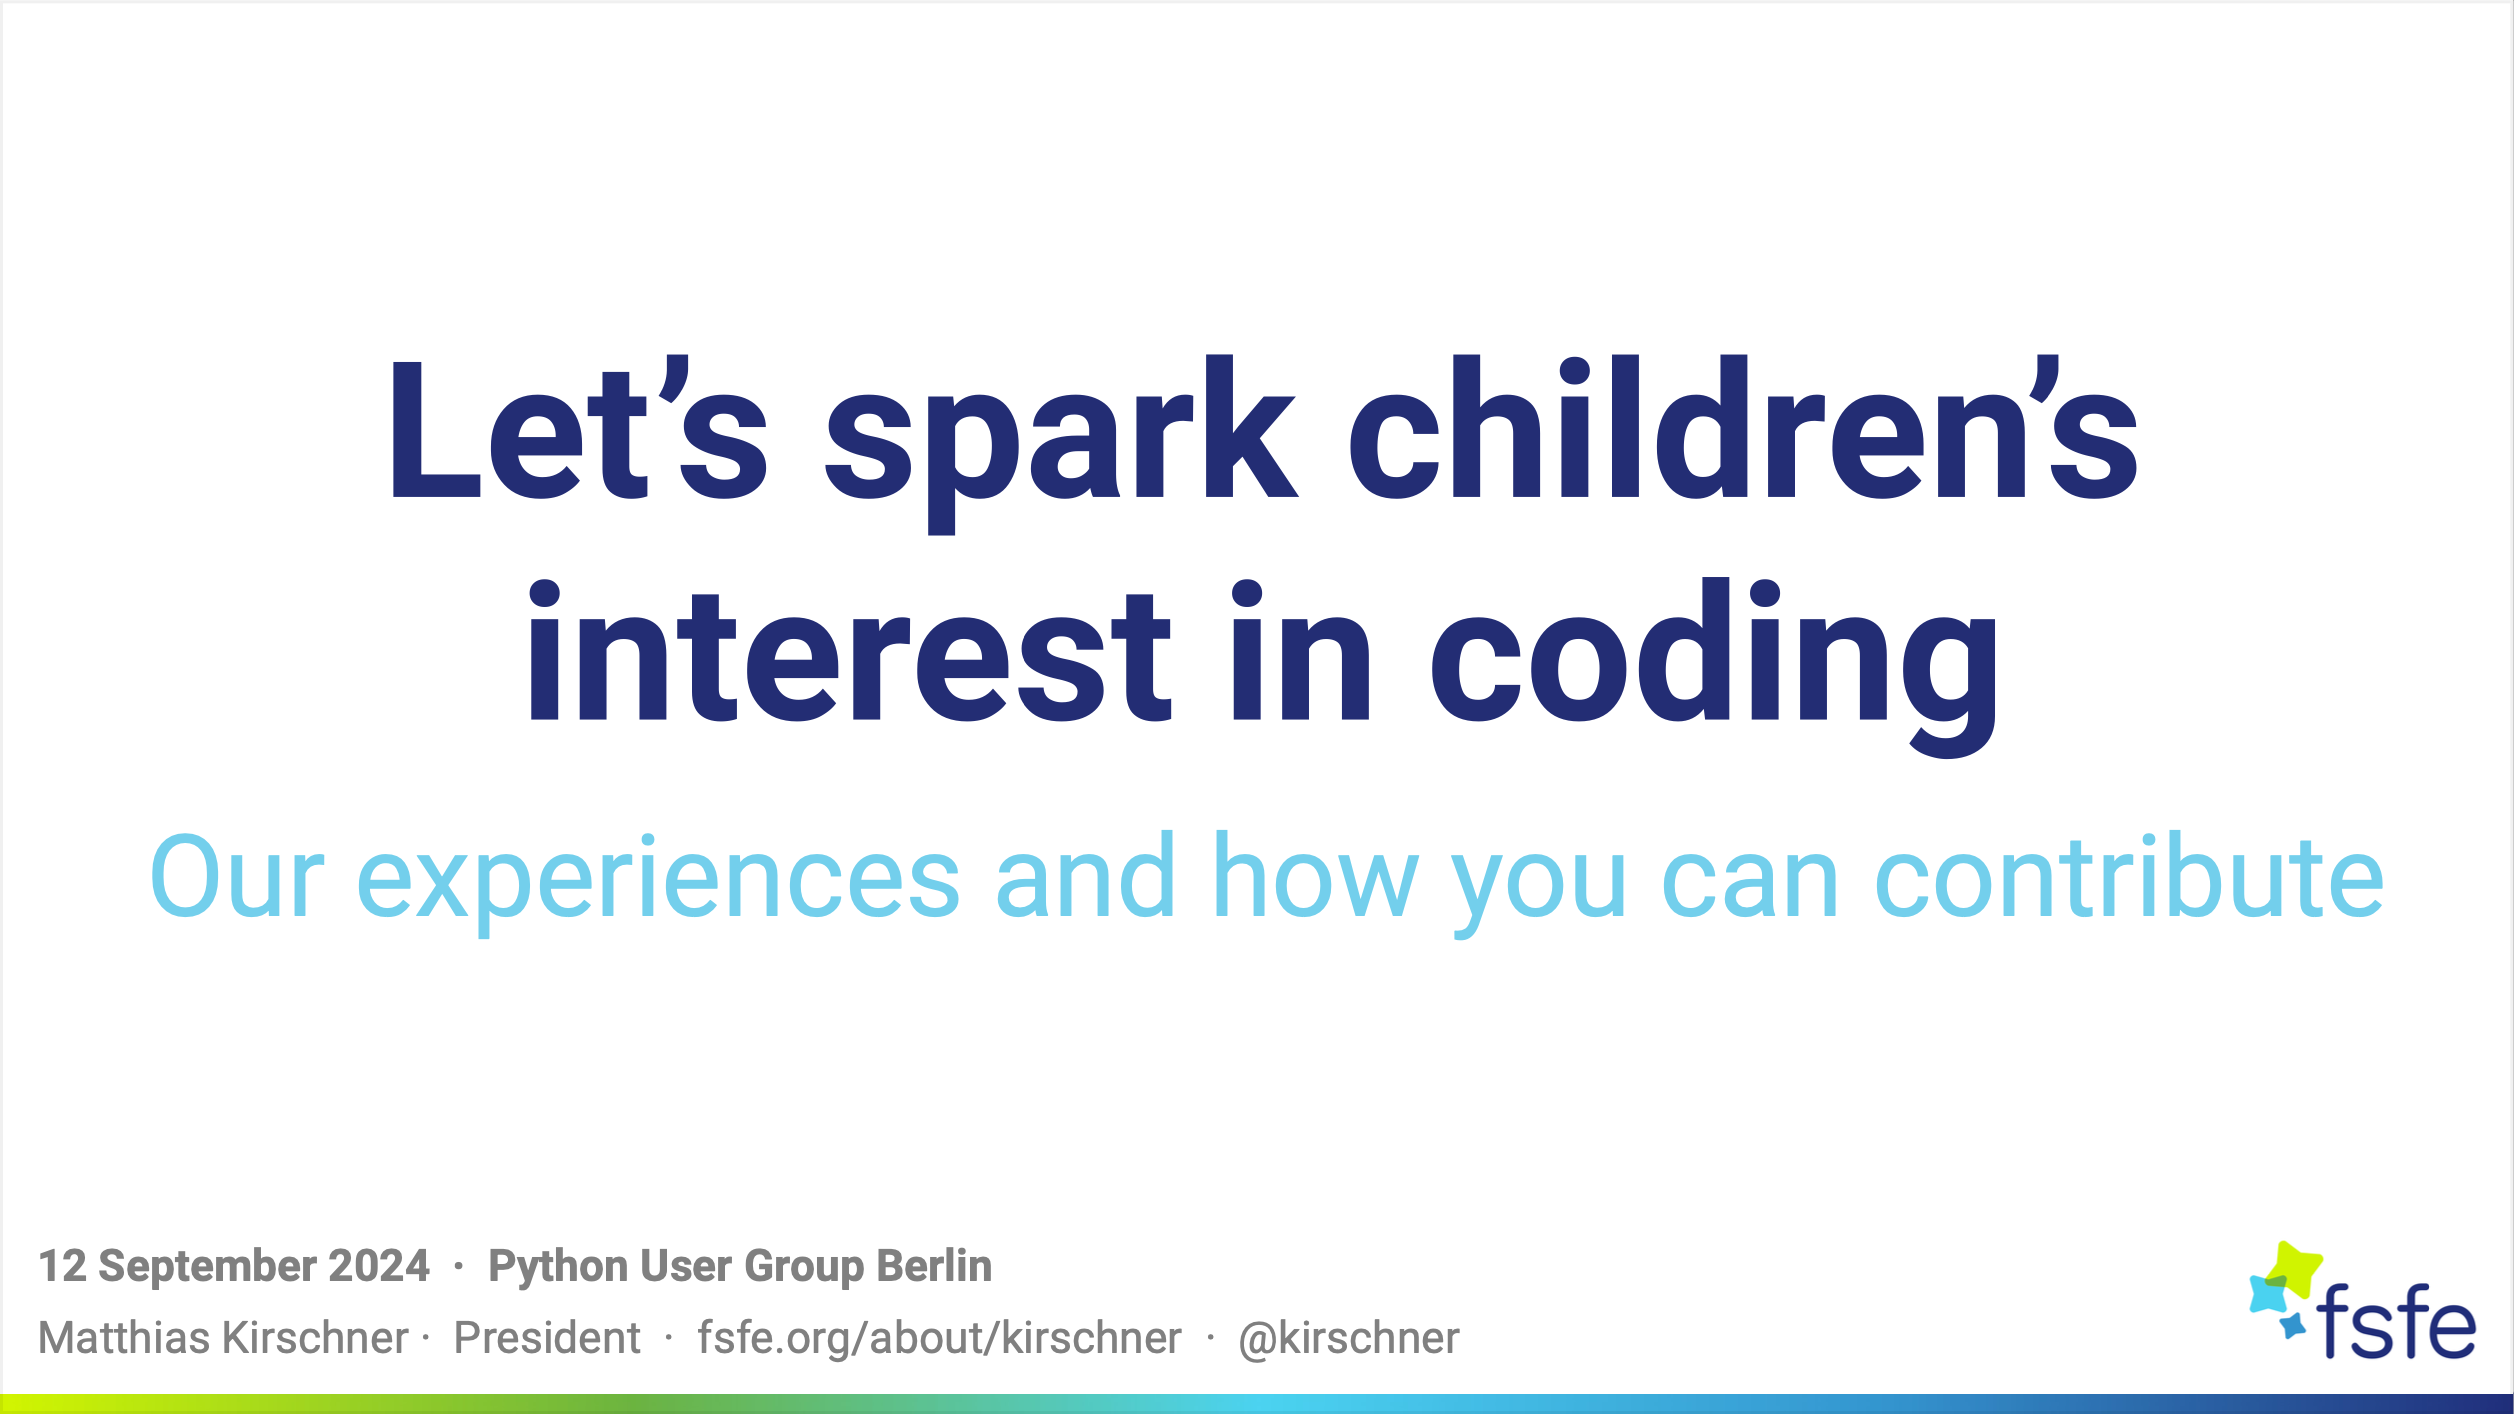 Let’s spark children’s
interest in coding
Our experiences and how you can contribute
12 September 2024 · Python User Group Berlin
Matthias Kirschner · President · fsfe.org/about/kirschner · @kirschner
fsfe